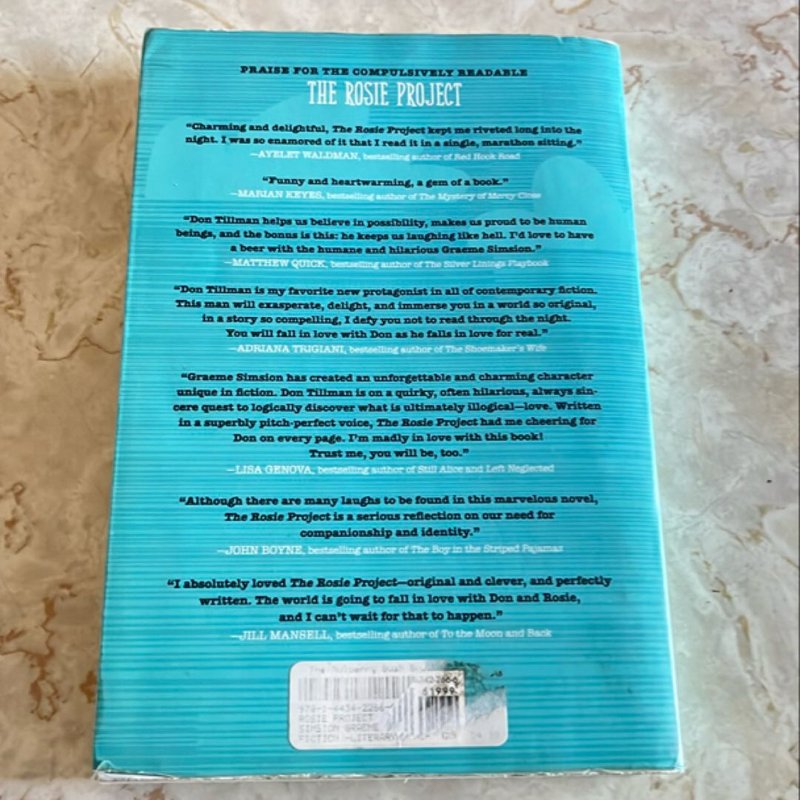 PRAISE FOR THE COMPULSIVELY READABLE
THE ROSIE PROJECT
“Charming and delightful, The Rosie Project kept me riveted long into the
night. I was so enamored of it that I read it in a single, marathon sitting.”
—AYELET WALDMAN, bestselling author of Red Hook Road
“Funny and heartwarming, a gem of a book.”
—MARIAN KEYES, bestselling author of The Mystery of Mercy Close
“Don Tillman helps us believe in possibility, makes us proud to be human
beings, and the bonus is this: he keeps us laughing like hell. I’d love to have
a beer with the humane and hilarious Graeme Simsion.”
—MATTHEW QUICK, bestselling author of The Silver Linings Playbook
“Don Tillman is my favorite new protagonist in all of contemporary fiction.
This man will exasperate, delight, and immerse you in a world so original,
in a story so compelling, I defy you not to read through the night.
You will fall in love with Don as he falls in love for real.”
—ADRIANA TRIGIANI, bestselling author of The Shoemaker’s Wife
“Graeme Simsion has created an unforgettable and charming character
unique in fiction. Don Tillman is on a quirky, often hilarious, always sin-
cere quest to logically discover what is ultimately illogical—love. Written
in a superbly pitch-perfect voice, The Rosie Project had me cheering for
Don on every page. I’m madly in love with this book!
Trust me, you will be, too.”
—LISA GENOVA, bestselling author of Still Alice and Left Neglected
“Although there are many laughs to be found in this marvelous novel,
The Rosie Project is a serious reflection on our need for
companionship and identity.”
—JOHN BOYNE, bestselling author of The Boy in the Striped Pajamas
“I absolutely loved The Rosie Project—original and clever, and perfectly
written. The world is going to fall in love with Don and Rosie,
and I can’t wait for that to happen.”
—JILL MANSELL, bestselling author of To the Moon and Back
The Mulberry Bush
978-1-4434-2266-
ROSIE PROJECT
SIMSION GRAEME
FICTION-LITERARY